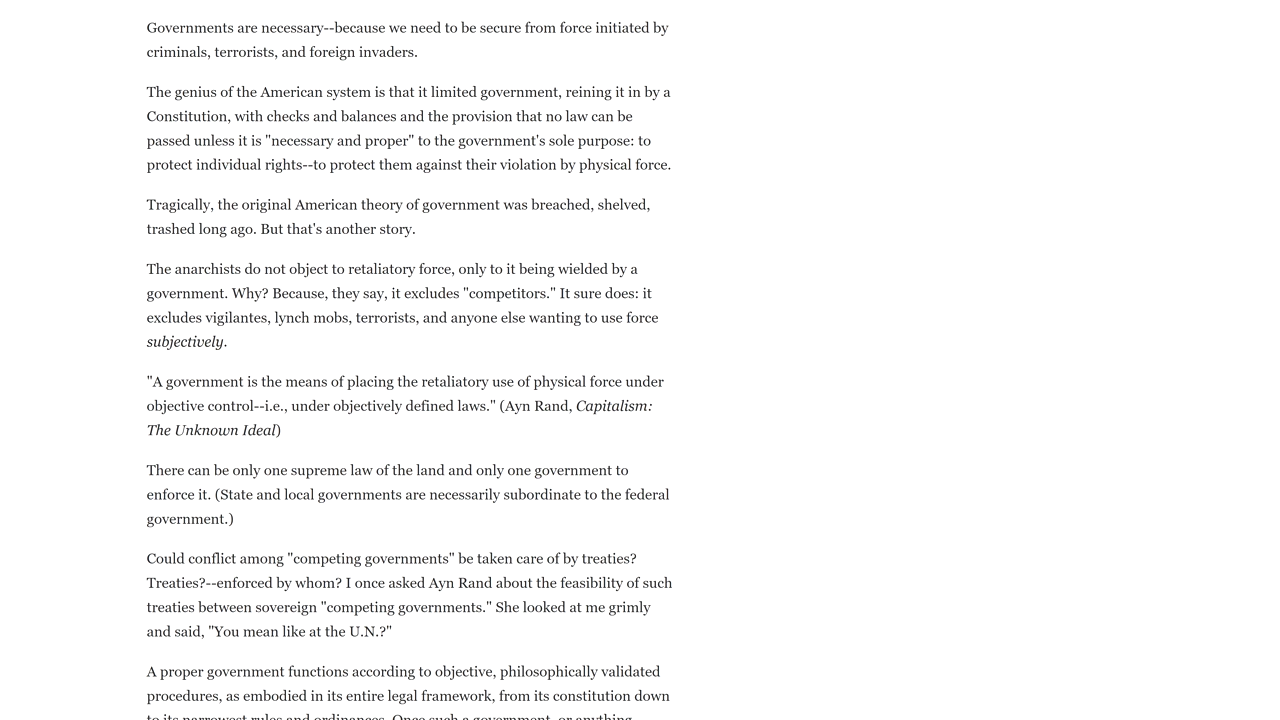 Governments are necessary--because we need to be secure from force initiated by
criminals, terrorists, and foreign invaders.
The genius of the American system is that it limited government, reining it in by a
Constitution, with checks and balances and the provision that no law can be
passed unless it is "necessary and proper" to the government's sole purpose: to
protect individual rights--to protect them against their violation by physical force.
Tragically, the original American theory of government was breached, shelved,
trashed long ago. But that's another story.
The anarchists do not object to retaliatory force, only to it being wielded by a
government. Why? Because, they say, it excludes "competitors." It sure does: it
excludes vigilantes, lynch mobs, terrorists, and anyone else wanting to use force
subjectively.
"A government is the means of placing the retaliatory use of physical force under
objective control--i.e., under objectively defined laws." (Ayn Rand, Capitalism:
The Unknown Ideal)
There can be only one supreme law of the land and only one government to
enforce it. (State and local governments are necessarily subordinate to the federal
government.)
Could conflict among "competing governments" be taken care of by treaties?
Treaties?--enforced by whom? I once asked Ayn Rand about the feasibility of such
treaties between sovereign "competing governments." She looked at me grimly
and said, "You mean like at the U.N.?"
A proper government functions according to objective, philosophically validated
procedures, as embodied in its entire legal framework, from its constitution down
to its narrowest rules and ordinances. Once such a government, or anything